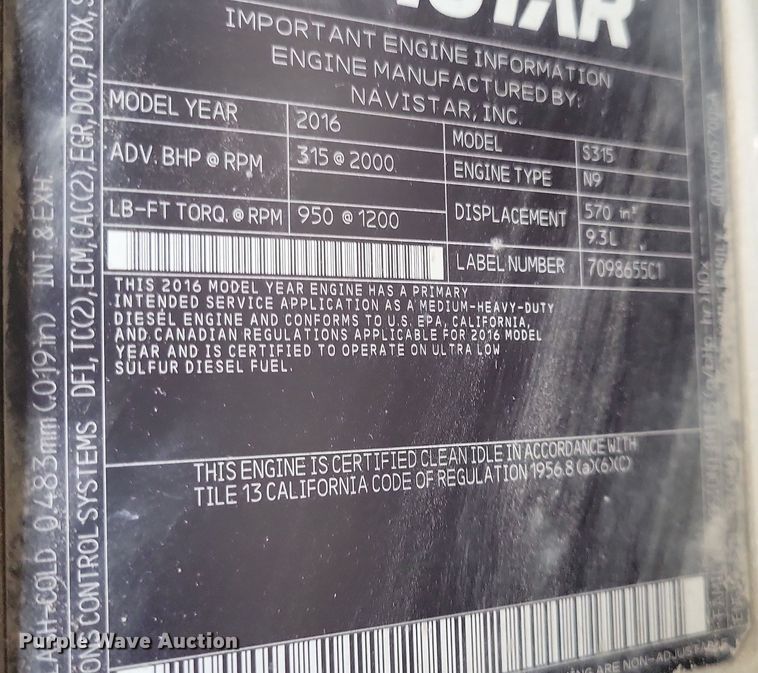 IMPORTANT ENGINE INFORMATION
ENGINE MANUFACTURED BY:
NAVISTAR, INC.
MODEL YEAR 2016
ADV. BHP @ RPM 315 @ 2000
LB-FT TORQ. @ RPM 950 @ 1200
MODEL S315
ENGINE TYPE N9
DISPLACEMENT 570 in³
9.3L
LABEL NUMBER 7098655C1
THIS 2016 MODEL YEAR ENGINE HAS A PRIMARY
INTENDED SERVICE APPLICATION AS A MEDIUM-HEAVY-DUTY
DIESEL ENGINE AND CONFORMS TO U.S. EPA, CALIFORNIA,
AND CANADIAN REGULATIONS APPLICABLE FOR 2016 MODEL
YEAR AND IS CERTIFIED TO OPERATE ON ULTRA LOW
SULFUR DIESEL FUEL.
THIS ENGINE IS CERTIFIED CLEAN IDLE IN ACCORDANCE WITH
TILE 13 CALIFORNIA CODE OF REGULATION 1956.8 (a)(6)(C)
LASH-COLD 0.483mm (.019in) INT. & EXH.
CONTROL SYSTEMS DFI, TC(2), ECM, CAC(2), EGR, DOC, PTOX,
ARE NON-ADJUSTABLE
Purple Wave Auction